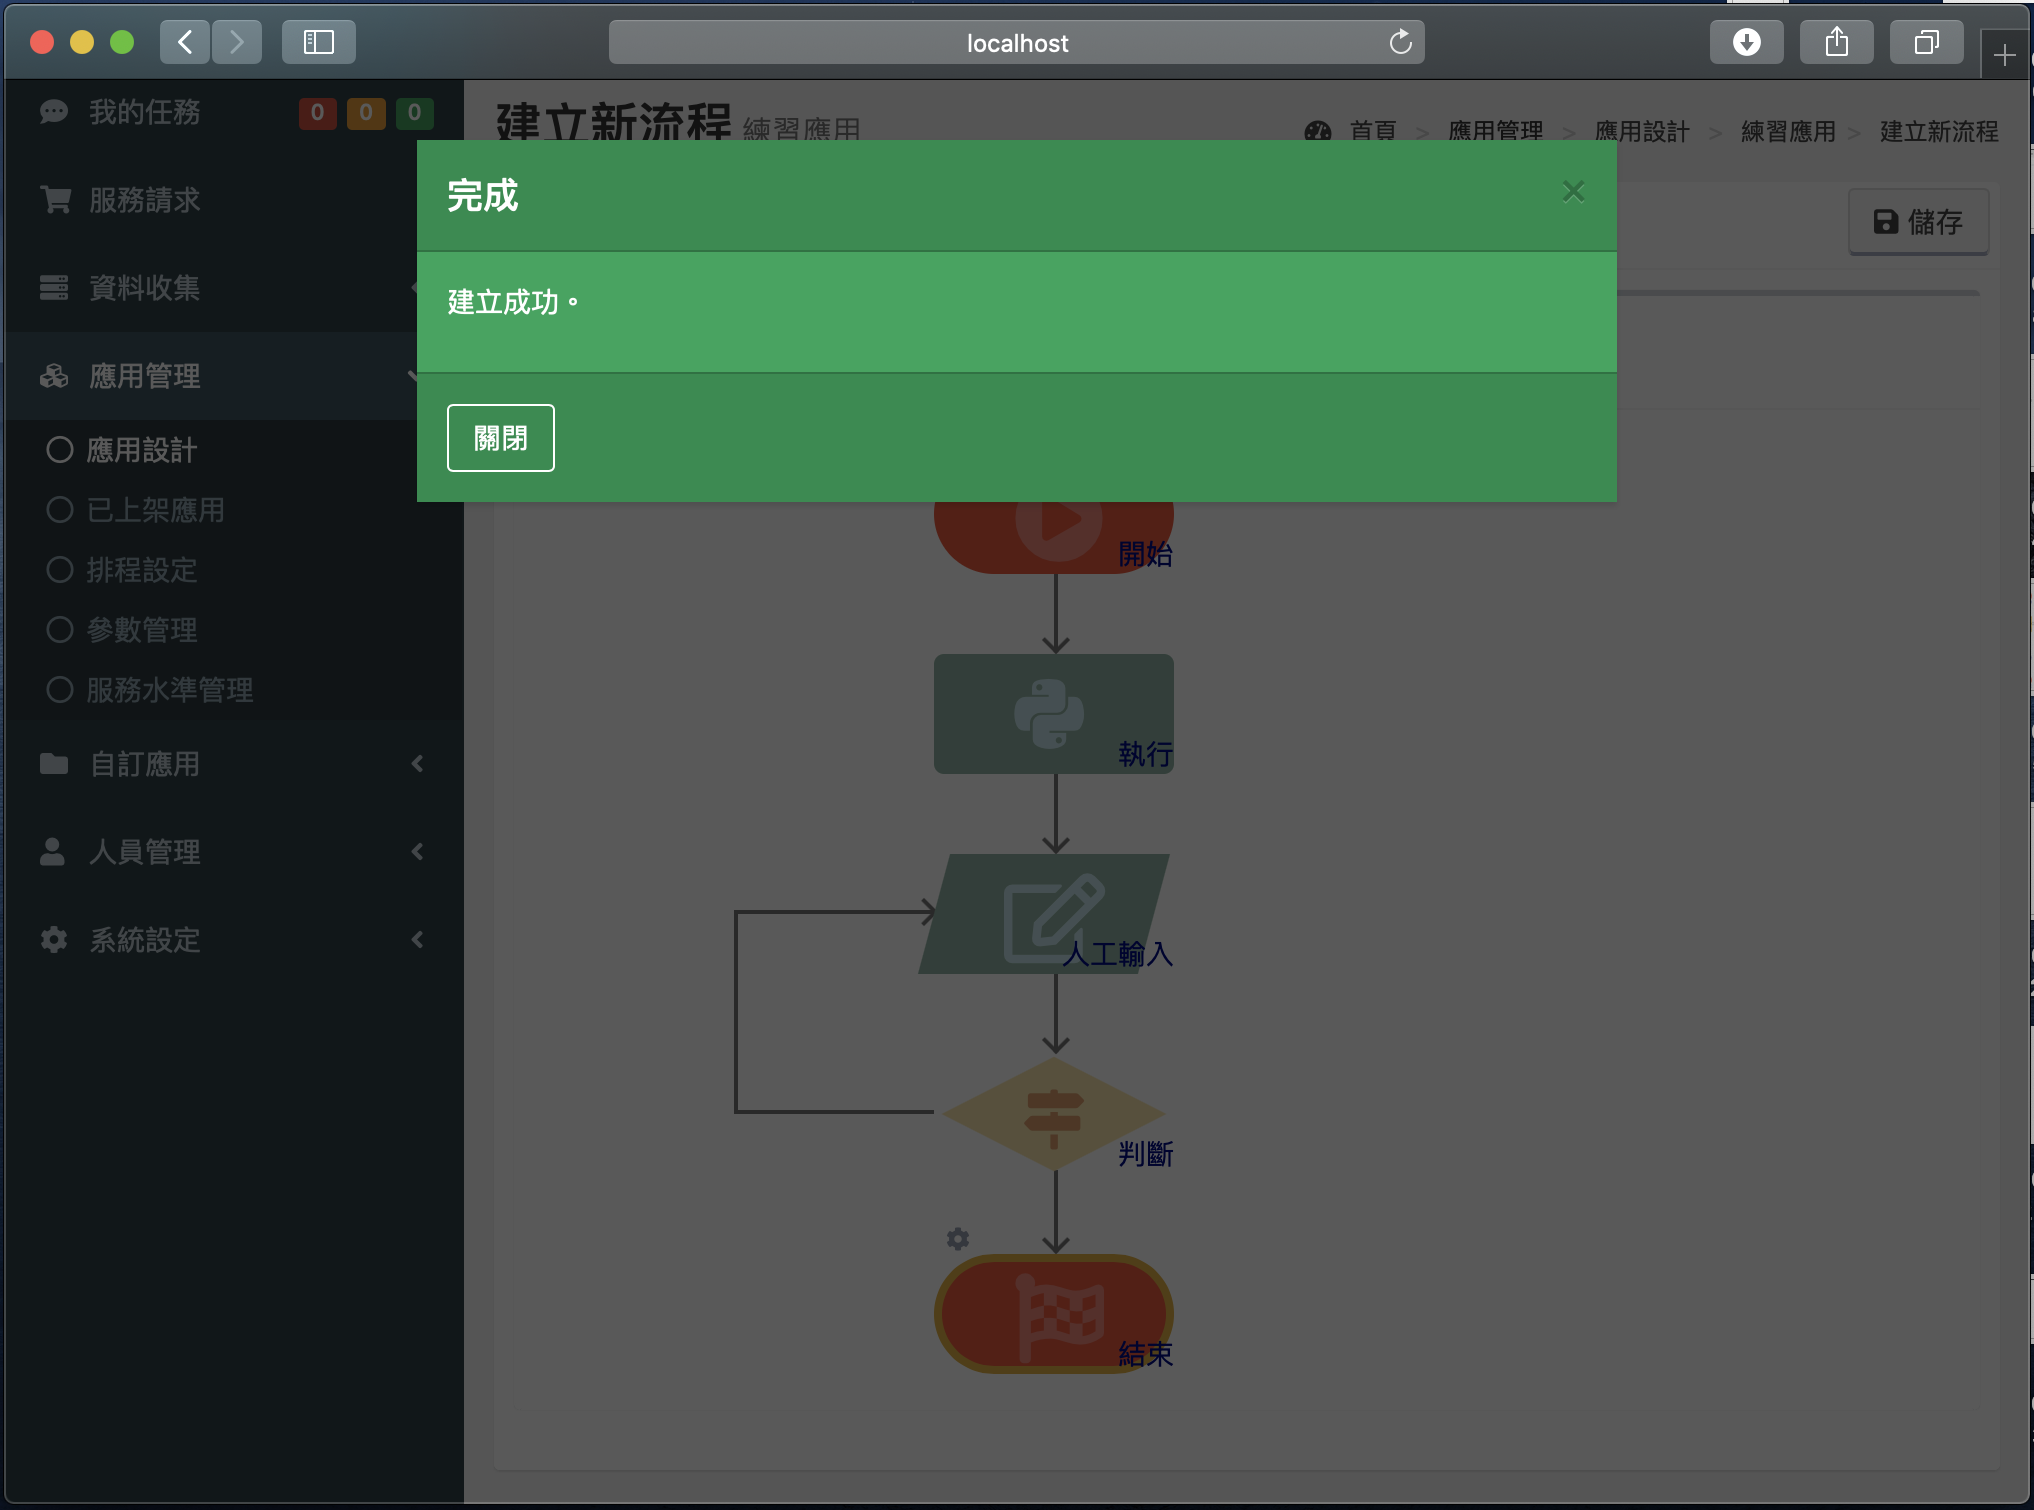 localhost
我的任務 0 0 0
服務請求
資料收集
應用管理
應用設計
已上架應用
排程設定
參數管理
服務水準管理
自訂應用
人員管理
系統設定
建立新流程 練習應用
首頁 > 應用管理 > 應用設計 > 練習應用 > 建立新流程
儲存
完成 ×
建立成功。
關閉
開始
執行
人工輸入
判斷
結束